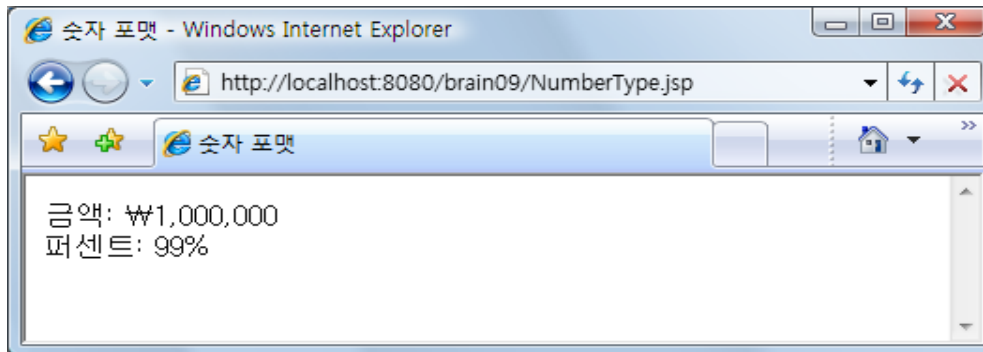 숫자 포맷 - Windows Internet Explorer
http://localhost:8080/brain09/NumberType.jsp
숫자 포맷
금액: ₩1,000,000
퍼센트: 99%